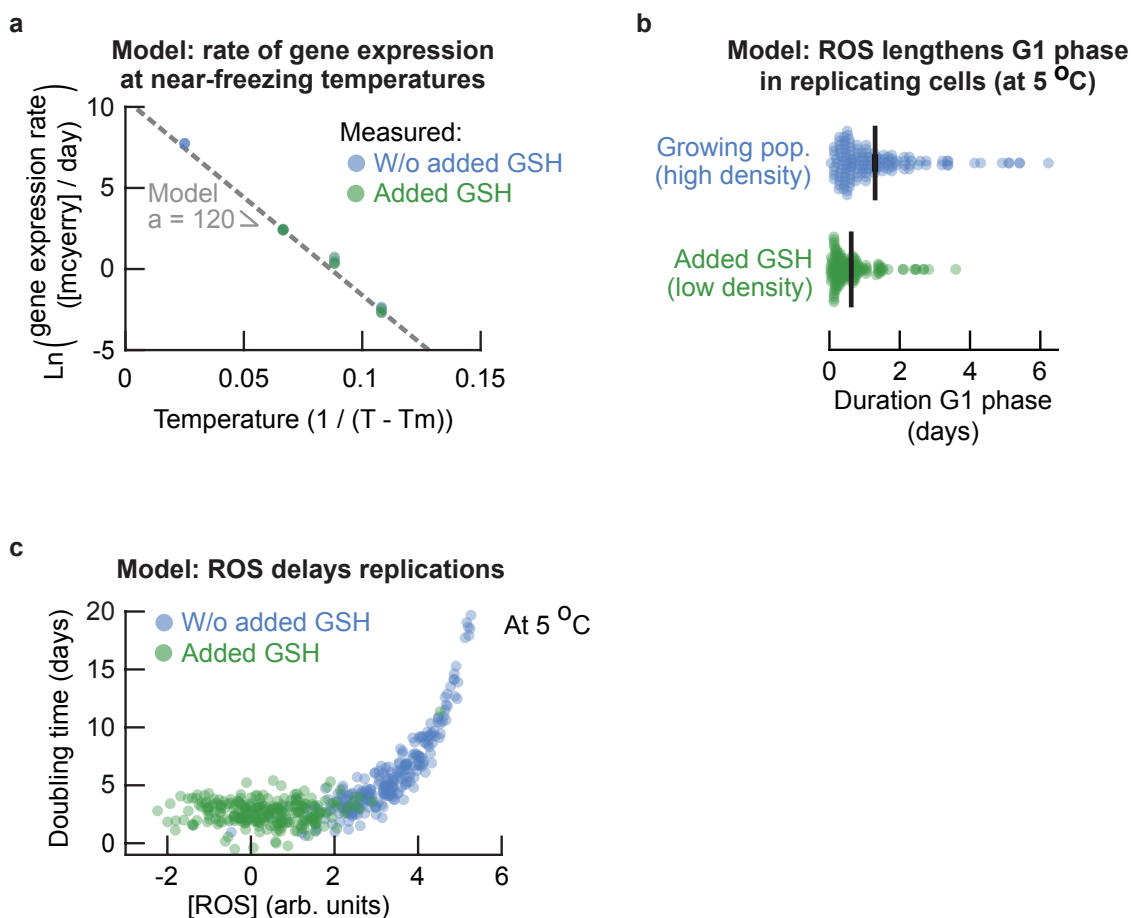 a
Model: rate of gene expression
at near-freezing temperatures
Ln(gene expression rate
([mcyerry] / day)
10
5
0
-5
Measured:
W/o added GSH
Added GSH
Model
a = 120
0
0.05
0.1
0.15
Temperature (1 / (T - Tm))
b
Model: ROS lengthens G1 phase
in replicating cells (at 5 ºC)
Growing pop.
(high density)
Added GSH
(low density)
0
2
4
6
Duration G1 phase
(days)
c
Model: ROS delays replications
Doubling time (days)
20
15
10
5
0
W/o added GSH
Added GSH
At 5 ºC
-2
0
2
4
6
[ROS] (arb. units)